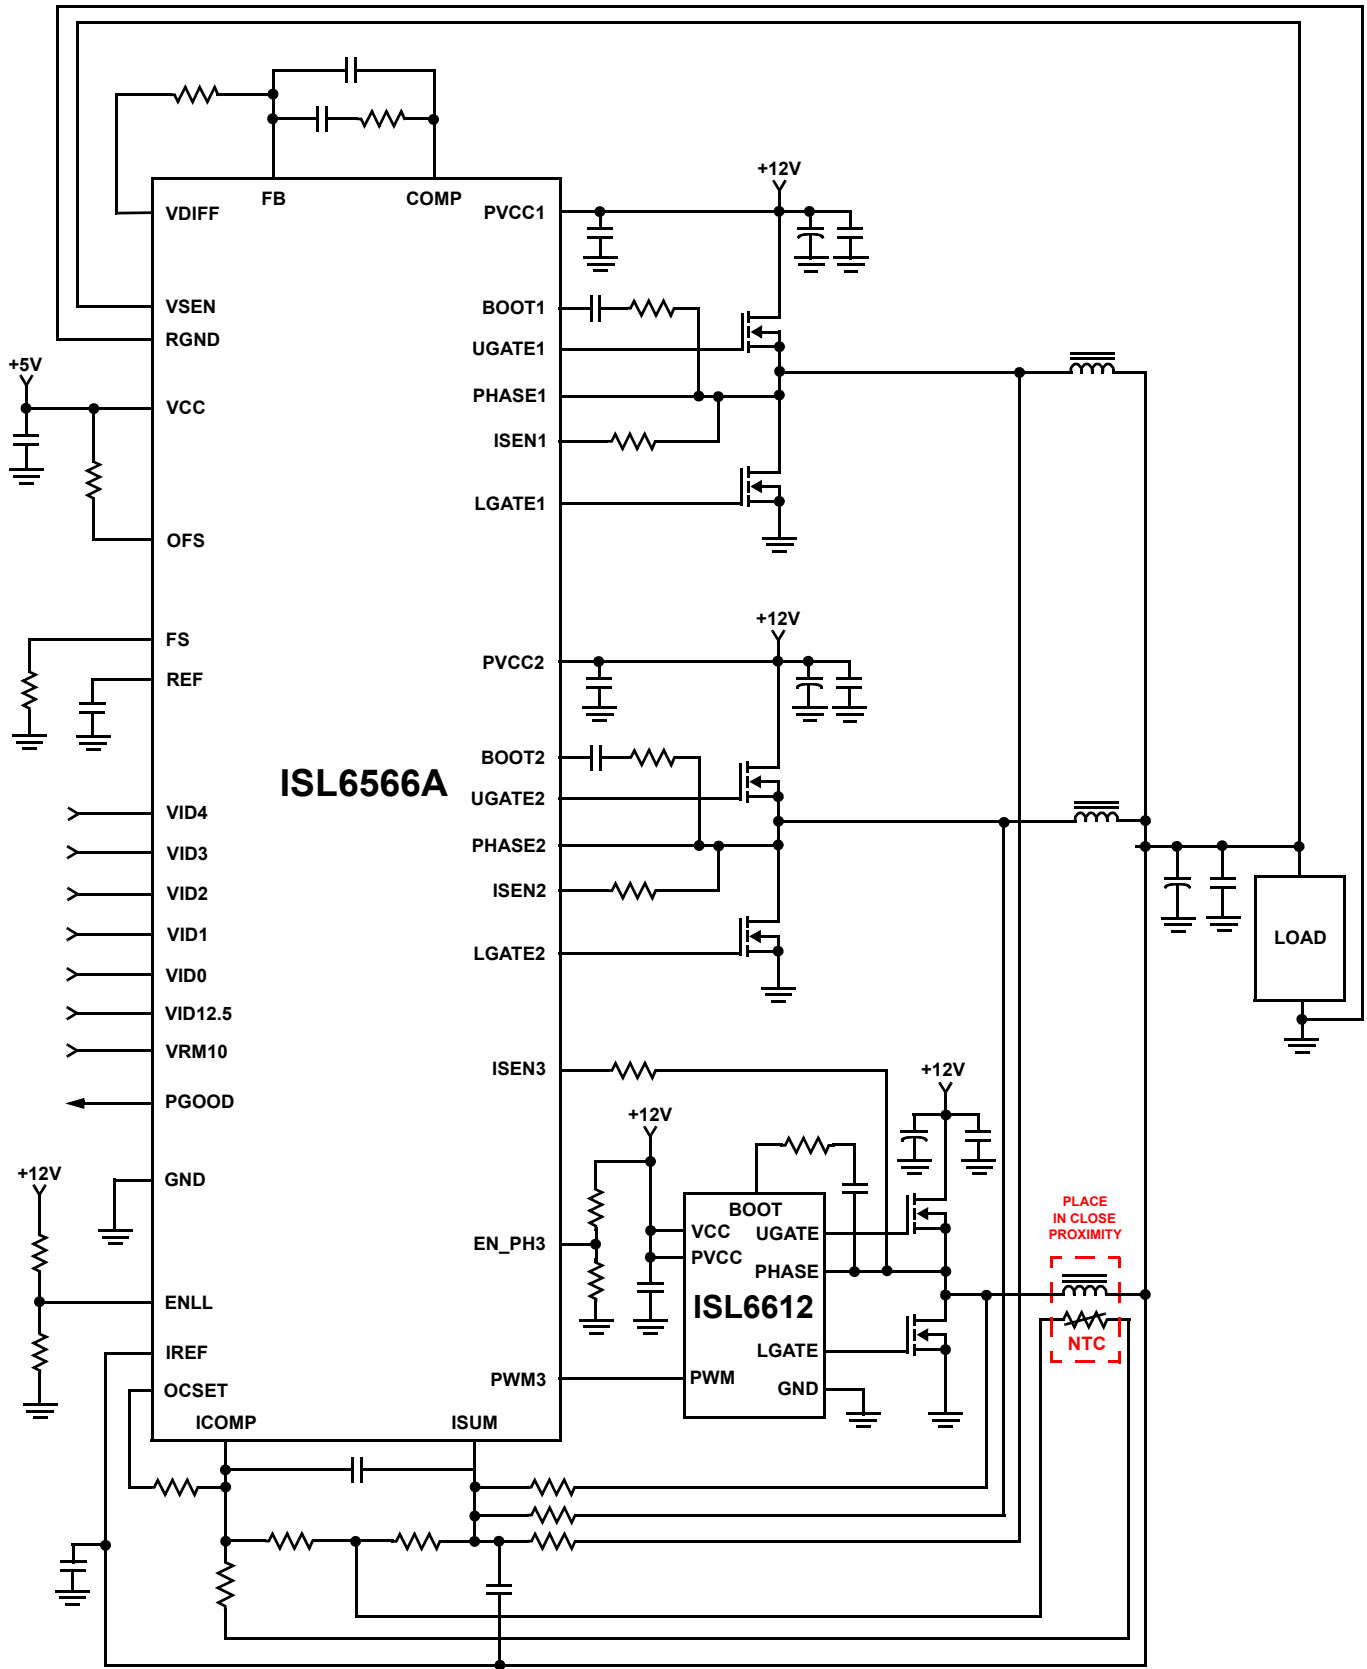 +12V
FB
COMP
VDIFF
PVCC1
VSEN
BOOT1
RGND
UGATE1
+5V
PHASE1
VCC
ISEN1
LGATE1
OFS
+12V
FS
PVCC2
REF
BOOT2
ISL6566A
UGATE2
VID4
PHASE2
VID3
ISEN2
VID2
VID1
LGATE2
LOAD
VID0
VID12.5
VRM10
ISEN3
+12V
PGOOD
+12V
+12V
GND
BOOT
VCC
UGATE
EN_PH3
PVCC
PHASE
PLACE
IN CLOSE
PROXIMITY
ISL6612
ENLL
NTC
IREF
LGATE
OCSET
PWM3
PWM
GND
ICOMP
ISUM